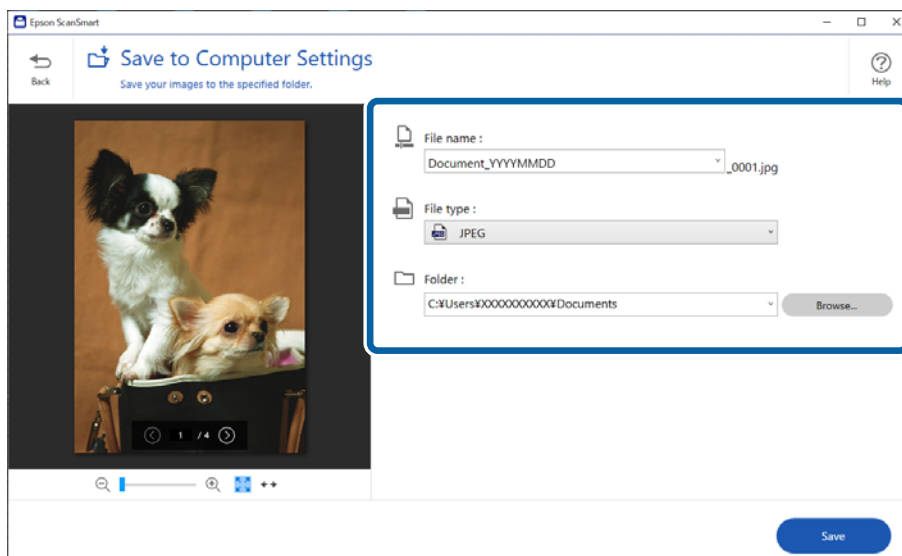 Epson ScanSmart
Back
Save to Computer Settings
Save your images to the specified folder.
Help
File name :
Document_YYYYMMDD
_0001.jpg
File type :
JPEG
Folder :
C:¥Users¥XXXXXXXXXX¥Documents
Browse...
1 / 4
Save